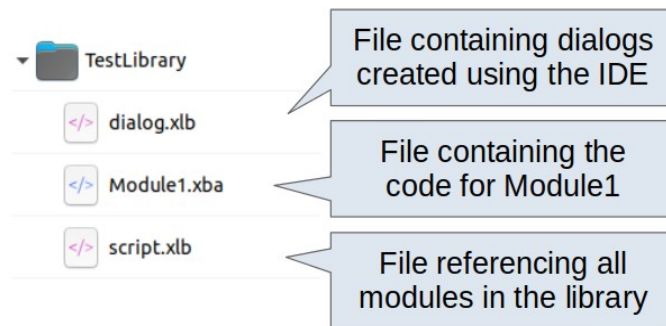 TestLibrary
File containing dialogs
created using the IDE
</> dialog.xlb
File containing the
code for Module1
</> Module1.xba
File referencing all
modules in the library
</> script.xlb